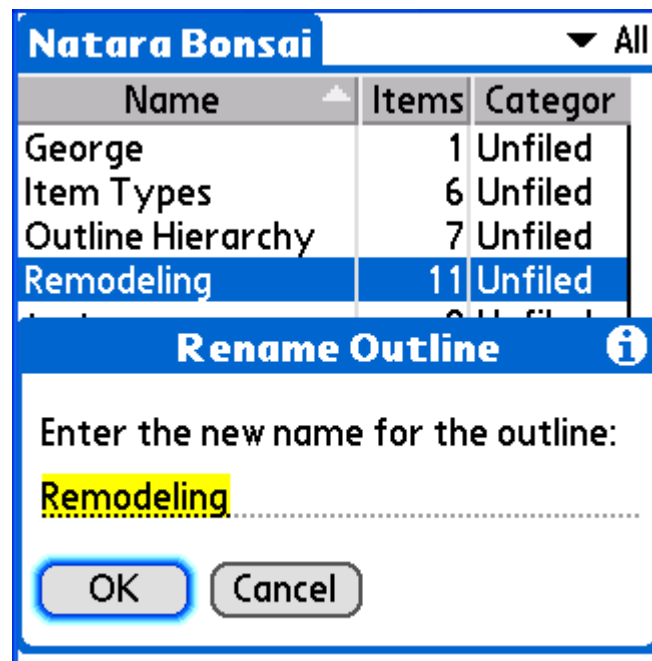 Natara Bonsai All
Name Items Categor
George 1 Unfiled
Item Types 6 Unfiled
Outline Hierarchy 7 Unfiled
Remodeling 11 Unfiled
Rename Outline
Enter the new name for the outline:
Remodeling
OK Cancel